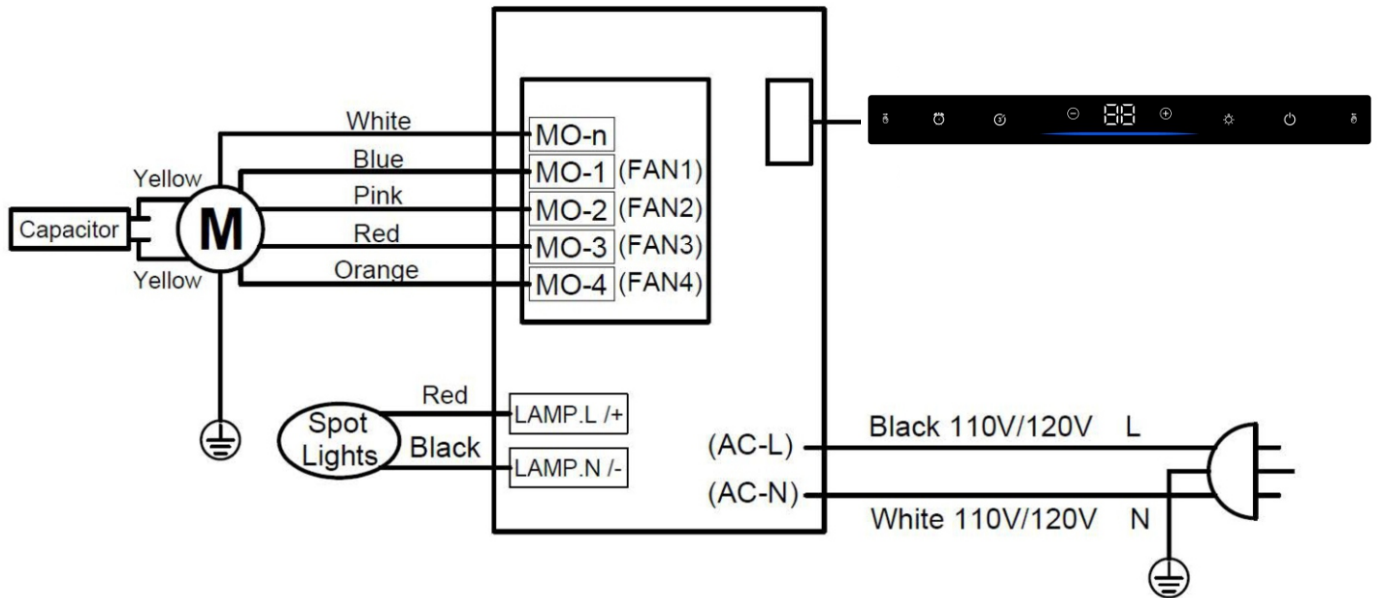 White
MO-n
Blue
MO-1 (FAN1)
Yellow
Pink
MO-2 (FAN2)
Capacitor
M
Red
MO-3 (FAN3)
Yellow
Orange
MO-4 (FAN4)
88
Red
LAMP.L /+
Spot
Lights
Black
LAMP.N /-
(AC-L)
Black 110V/120V L
(AC-N)
White 110V/120V N